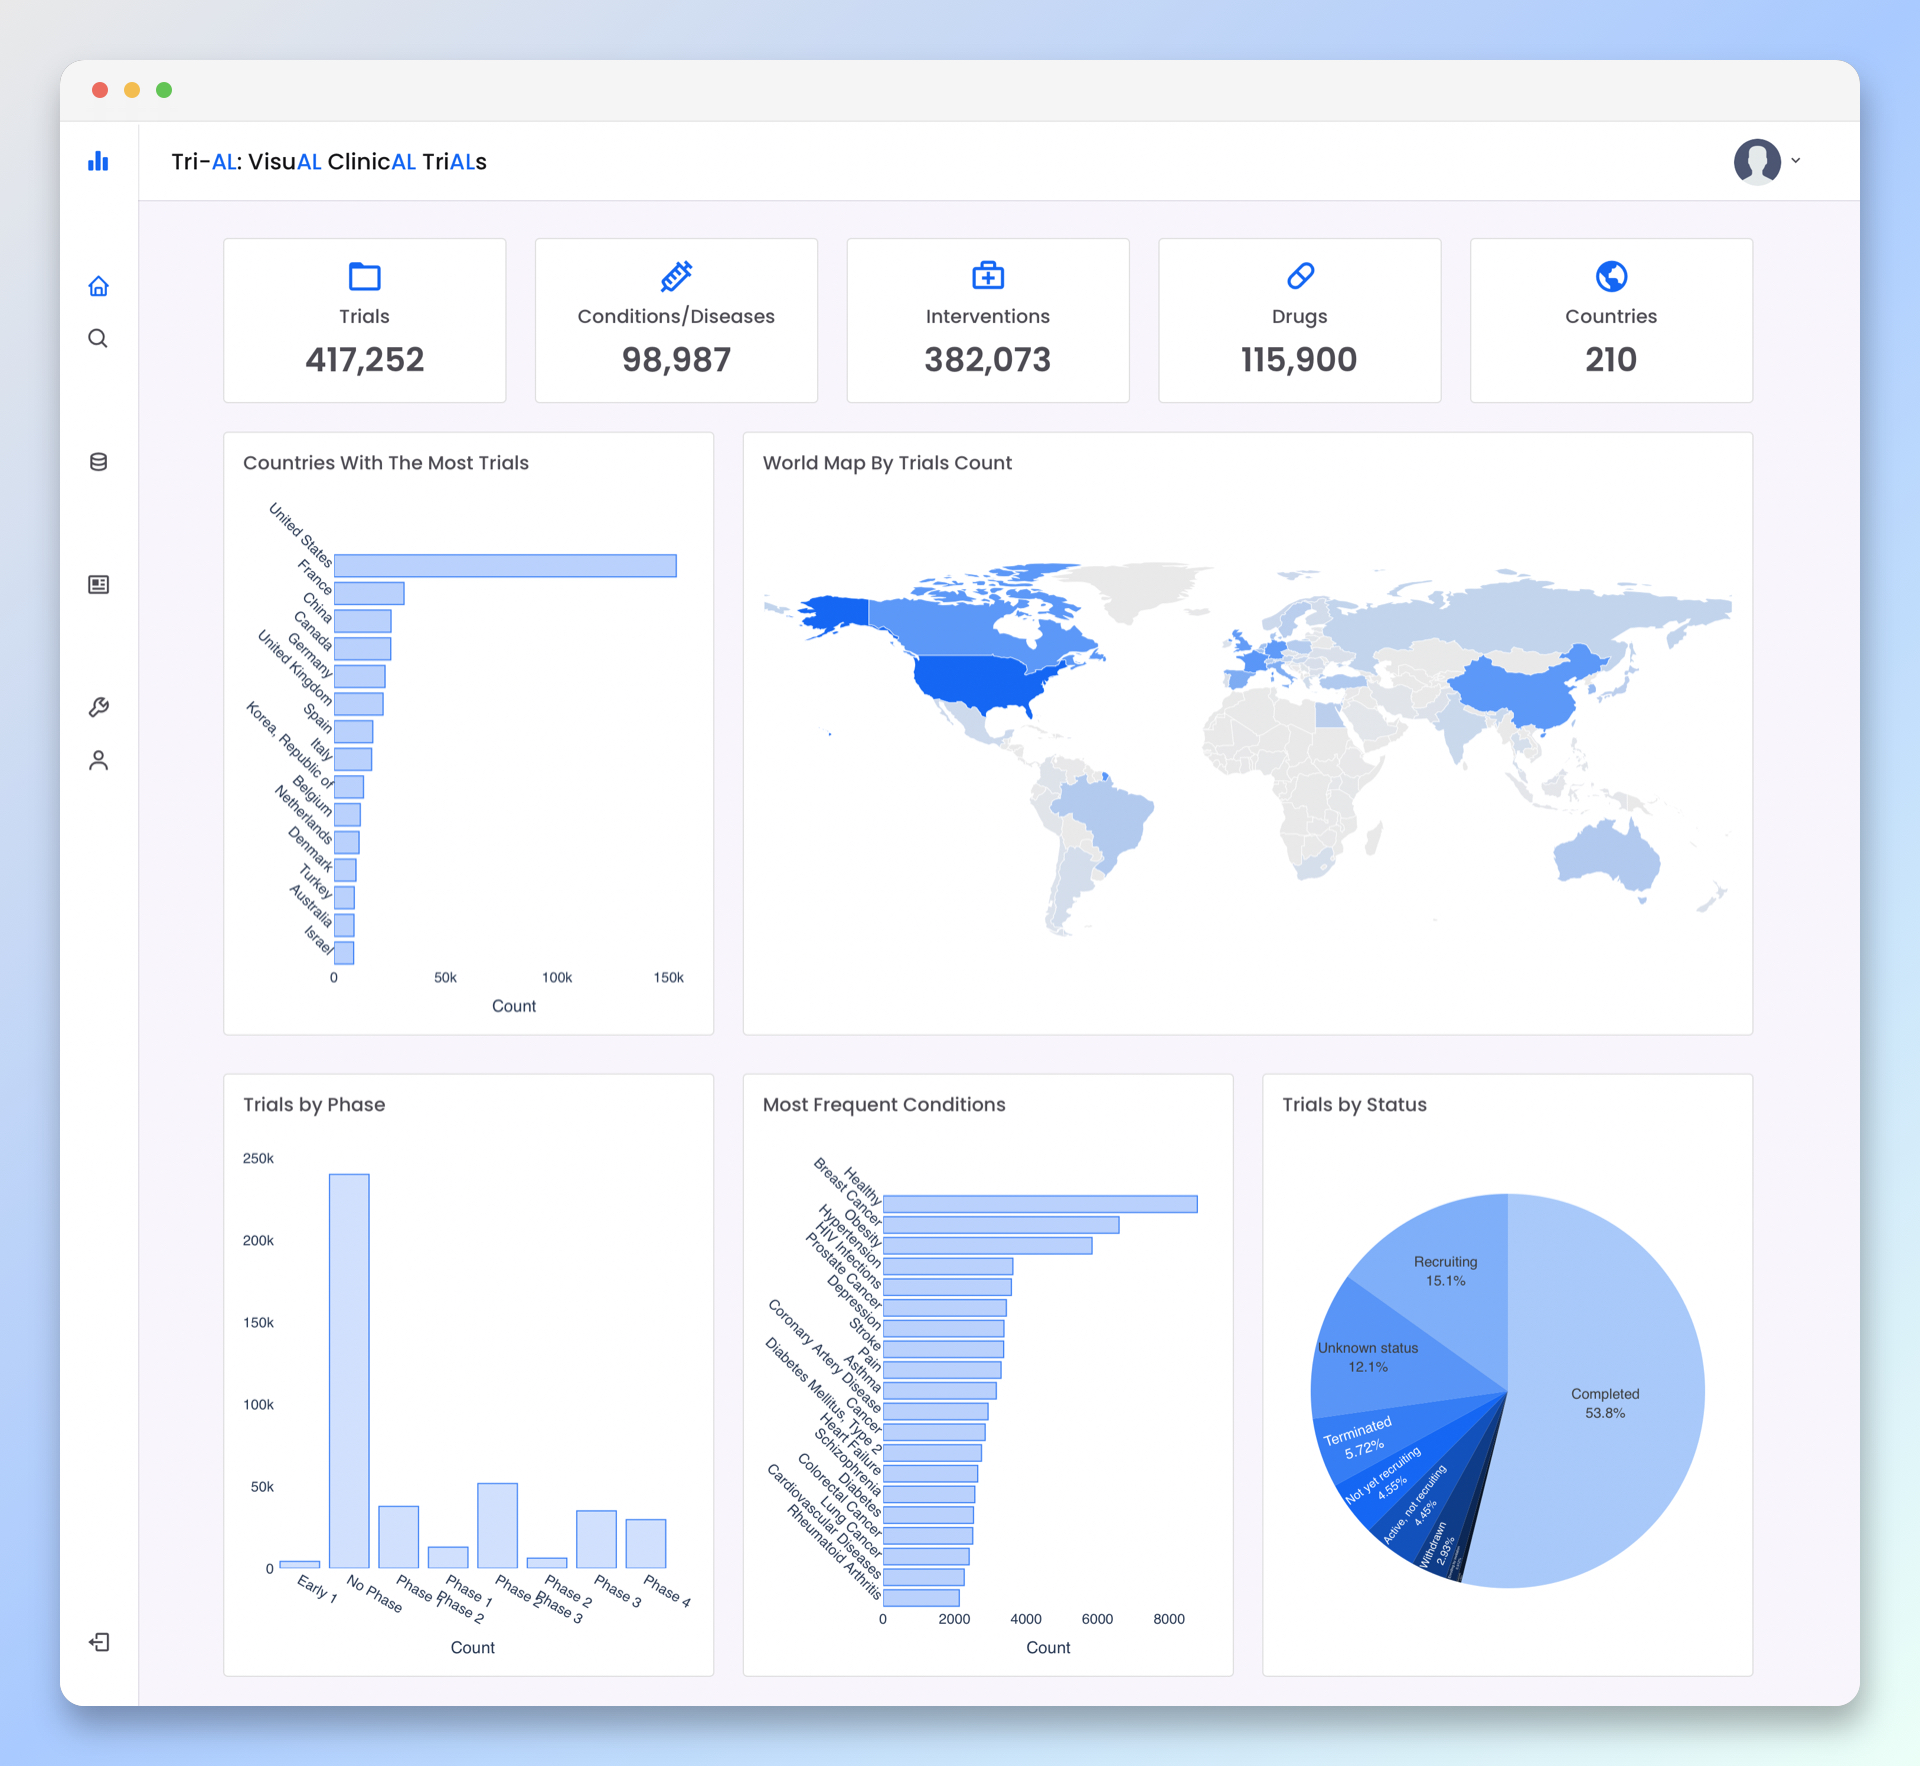 Tri-AL: VisuAL ClinicAL TriALs
Trials
417,252
Conditions/Diseases
98,987
Interventions
382,073
Drugs
115,900
Countries
210
Countries With The Most Trials
United States
France
China
Canada
Germany
United Kingdom
Spain
Italy
Korea, Republic of
Belgium
Netherlands
Denmark
Turkey
Australia
Israel
0
50k
100k
150k
Count
World Map By Trials Count
Trials by Phase
250k
200k
150k
100k
50k
0
Early 1
No Phase
Phase 1
Phase 1
Phase 2
Phase 2
Phase 2
Phase 3
Phase 3
Phase 4
Count
Most Frequent Conditions
Healthy
Breast Cancer
Obesity
Hypertension
HIV Infections
Prostate Cancer
Depression
Stroke
Pain
Asthma
Coronary Artery Disease
Cancer
Diabetes Mellitus, Type 2
Heart Failure
Schizophrenia
Diabetes
Colorectal Cancer
Lung Cancer
Cardiovascular Diseases
Rheumatoid Arthritis
0
2000
4000
6000
8000
Count
Trials by Status
Recruiting
15.1%
Unknown status
12.1%
Completed
53.8%
Terminated
5.72%
Not yet recruiting
4.55%
Active, not recruiting
4.45%
Withdrawn
2.93%